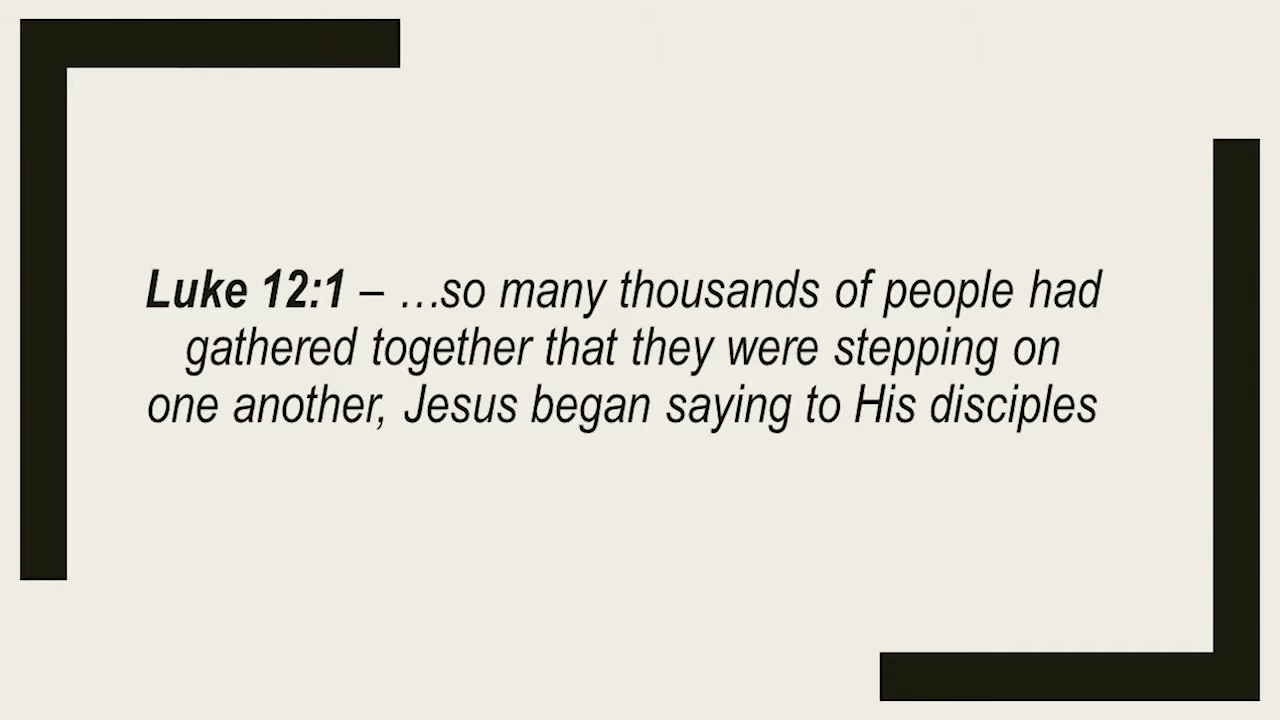 Luke 12:1 – …so many thousands of people had
gathered together that they were stepping on
one another, Jesus began saying to His disciples